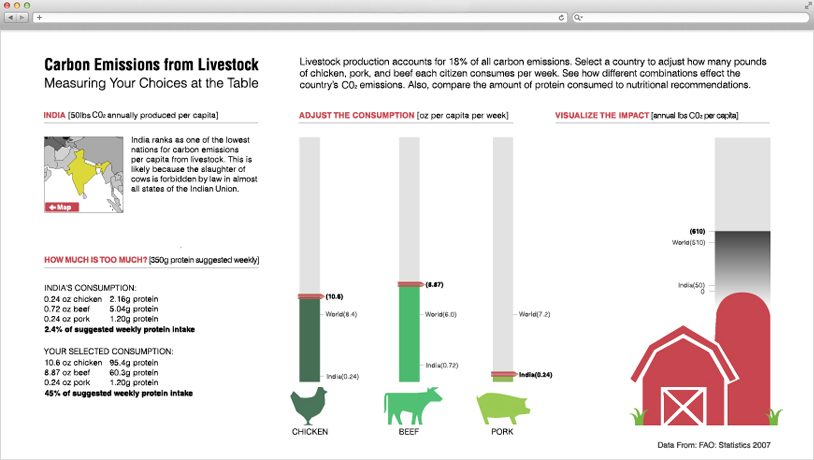 Carbon Emissions from Livestock
Measuring Your Choices at the Table
Livestock production accounts for 18% of all carbon emissions. Select a country to adjust how many pounds
of chicken, pork, and beef each citizen consumes per week. See how different combinations effect the
country's CO₂ emissions. Also, compare the amount of protein consumed to nutritional recommendations.
INDIA [50lbs CO₂ annually produced per capita]
India ranks as one of the lowest
nations for carbon emissions
per capita from livestock. This is
likely because the slaughter of
cows is forbidden by law in almost
all states of the Indian Union.
Map
HOW MUCH IS TOO MUCH? [350g protein suggested weekly]
INDIA'S CONSUMPTION:
0.24 oz chicken 2.16g protein
0.72 oz beef 5.04g protein
0.24 oz pork 1.20g protein
2.4% of suggested weekly protein intake
YOUR SELECTED CONSUMPTION:
10.6 oz chicken 95.4g protein
8.87 oz beef 60.3g protein
0.24 oz pork 1.20g protein
45% of suggested weekly protein intake
ADJUST THE CONSUMPTION [oz per capita per week]
(10.6)
World(8.4)
India(0.24)
CHICKEN
(8.87)
World(6.0)
India(0.72)
BEEF
World(7.2)
India(0.24)
PORK
VISUALIZE THE IMPACT [annual lbs CO₂ per capita]
(610)
World(510)
India(50)
0
Data From: FAO: Statistics 2007